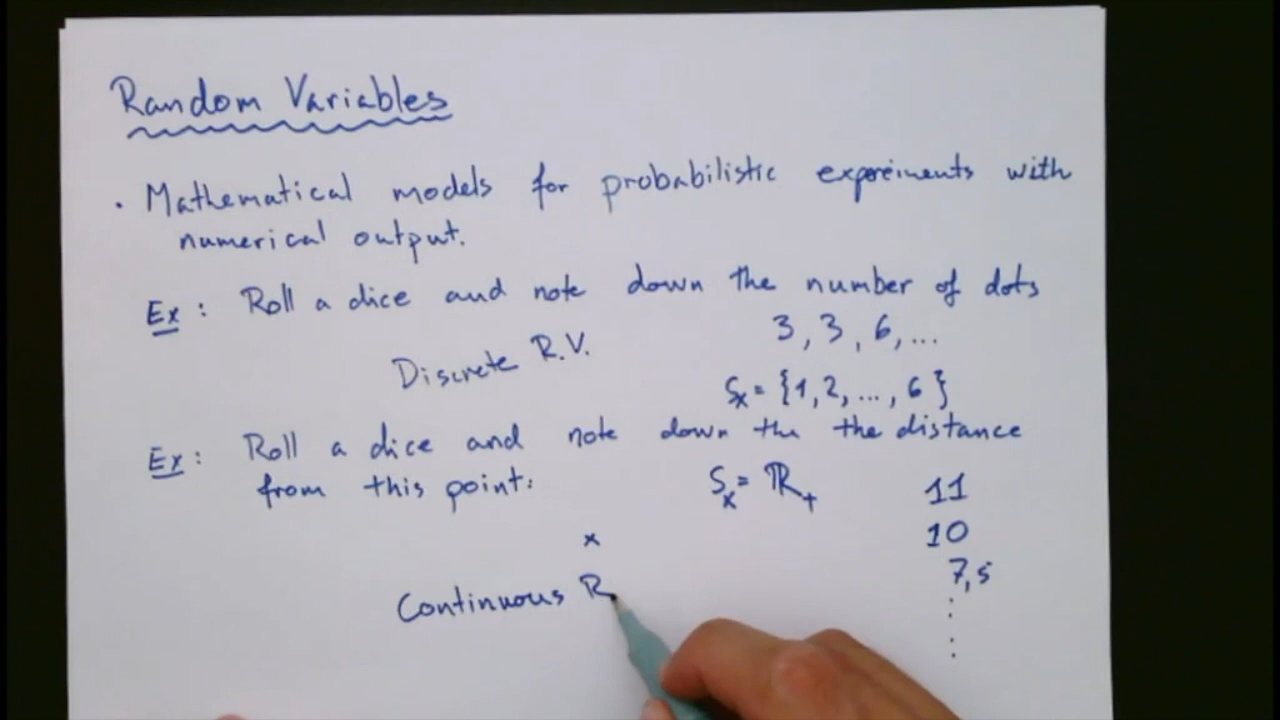 Random Variables
· Mathematical models for probabilistic experiments with
numerical output.
Ex : Roll a dice and note down the number of dots
3, 3, 6, ...
Discrete R.V.
Sx = {1, 2, ..., 6}
Ex : Roll a dice and note down the the distance
from this point:
Sx = ℝ+
11
x
10
7,5
Continuous R